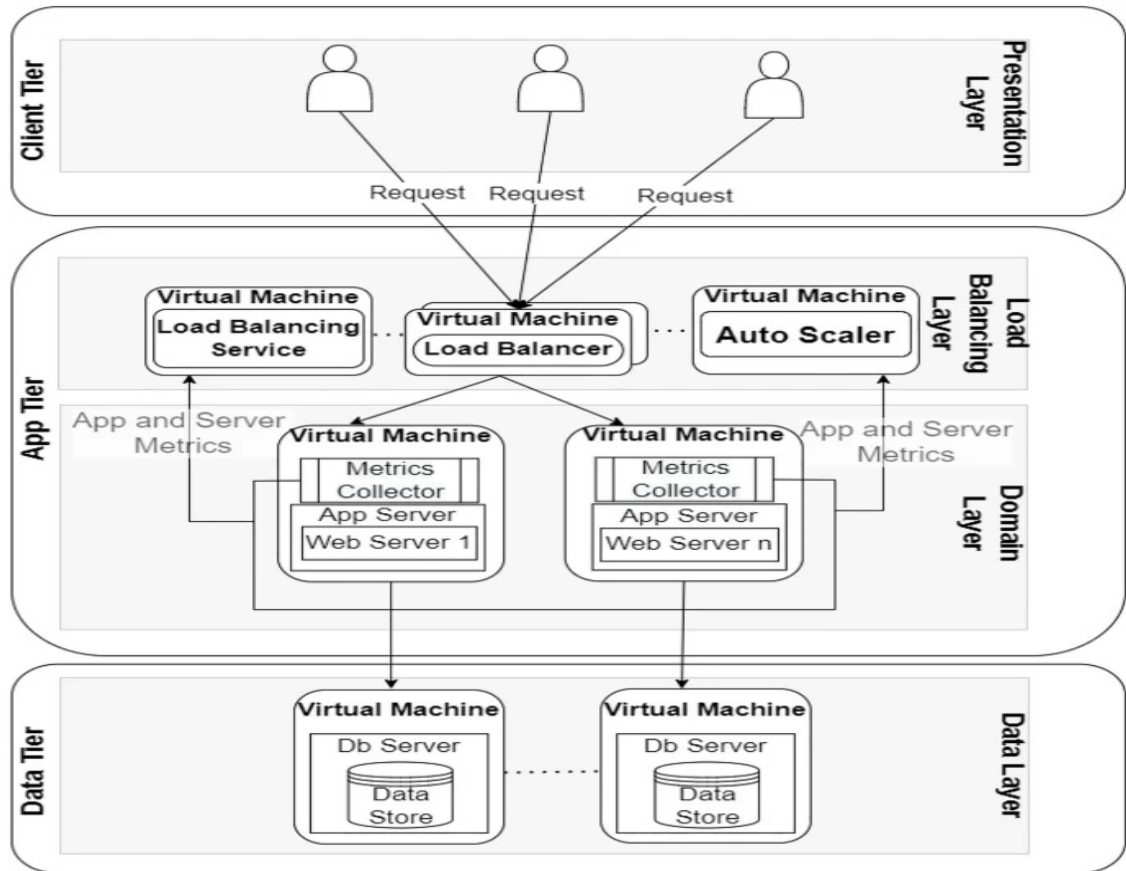 Client Tier
Presentation
Layer
Request
Request
Request
App Tier
Load
Balancing
Layer
Virtual Machine
Load Balancing
Service
Virtual Machine
Load Balancer
Virtual Machine
Auto Scaler
App and Server
Metrics
App and Server
Metrics
Domain
Layer
Virtual Machine
Metrics
Collector
App Server
Web Server 1
Virtual Machine
Metrics
Collector
App Server
Web Server n
Data Tier
Data Layer
Virtual Machine
Db Server
Data
Store
Virtual Machine
Db Server
Data
Store